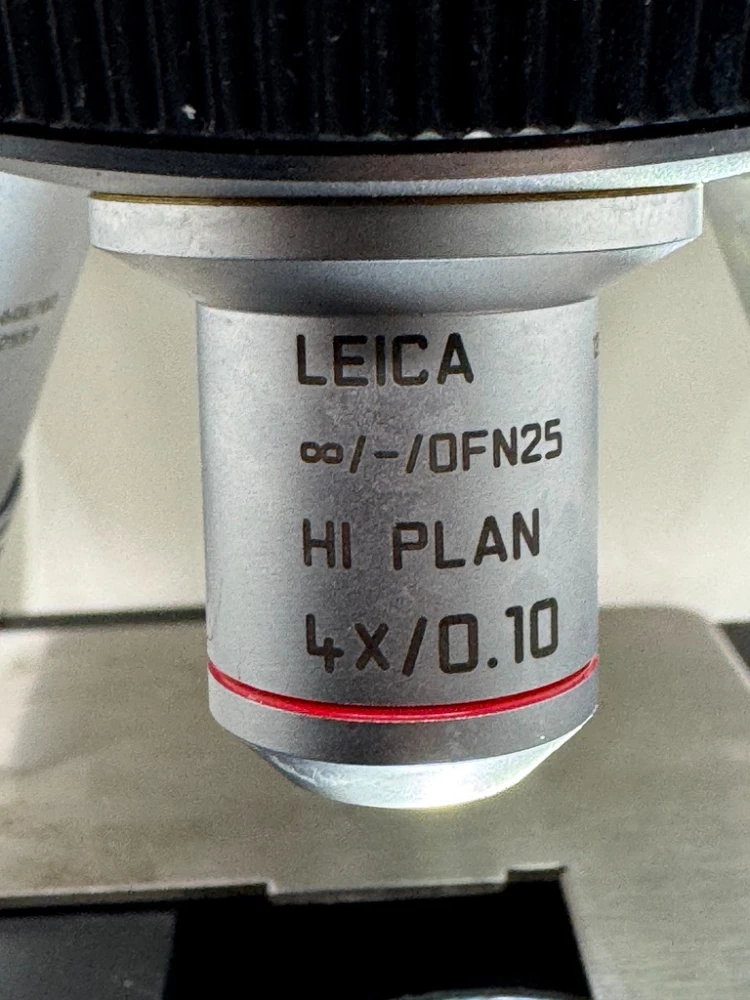 LEICA
∞/-/OFN25
HI PLAN
4X/0.10